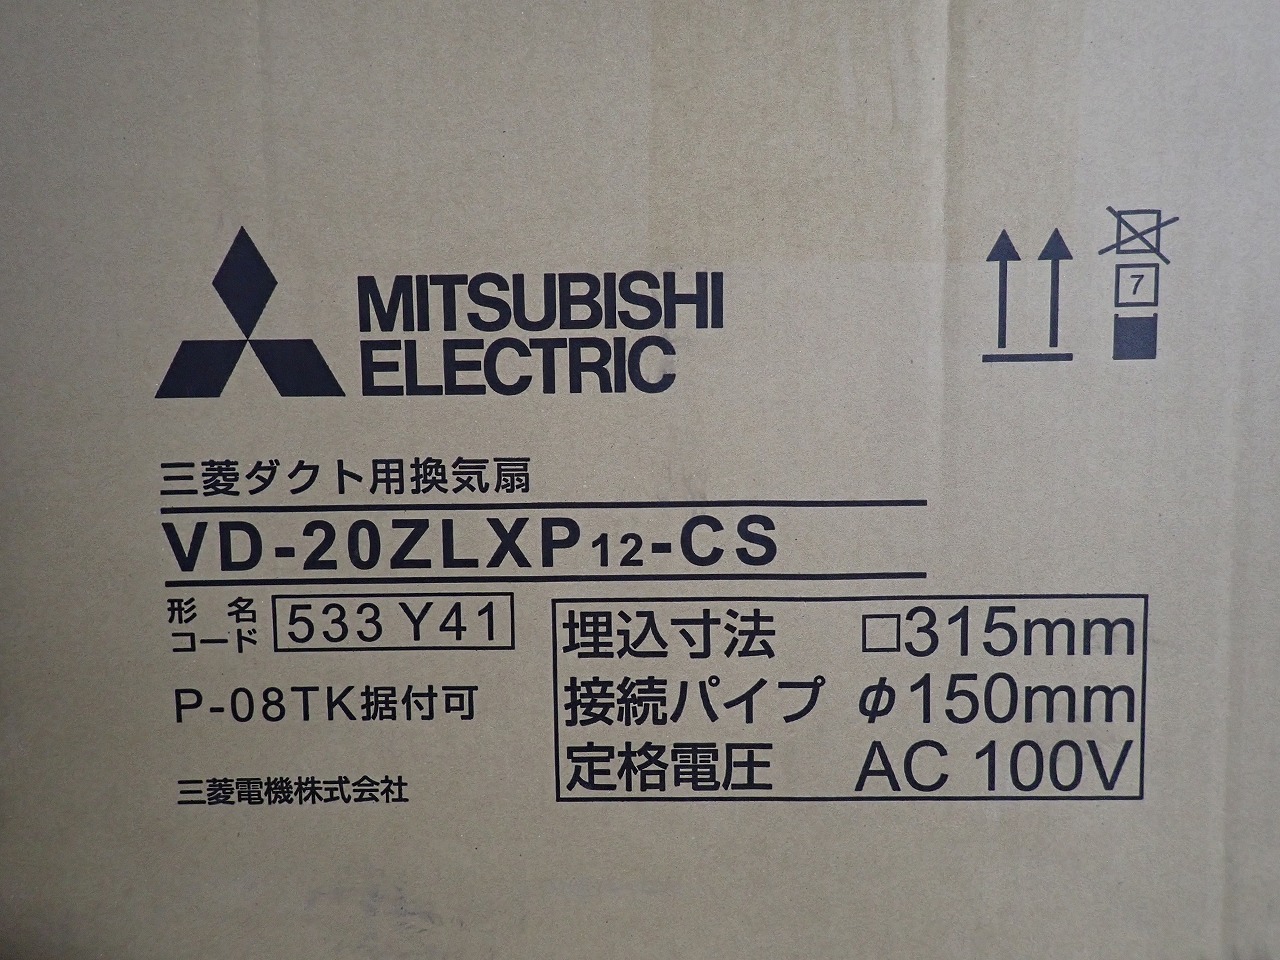 MITSUBISHI
ELECTRIC
7
三菱ダクト用換気扇
VD-20ZLXP12-CS
形名
コード 533 Y41
P-08TK据付可
三菱電機株式会社
埋込寸法 □315mm
接続パイプ φ150mm
定格電圧 AC 100V